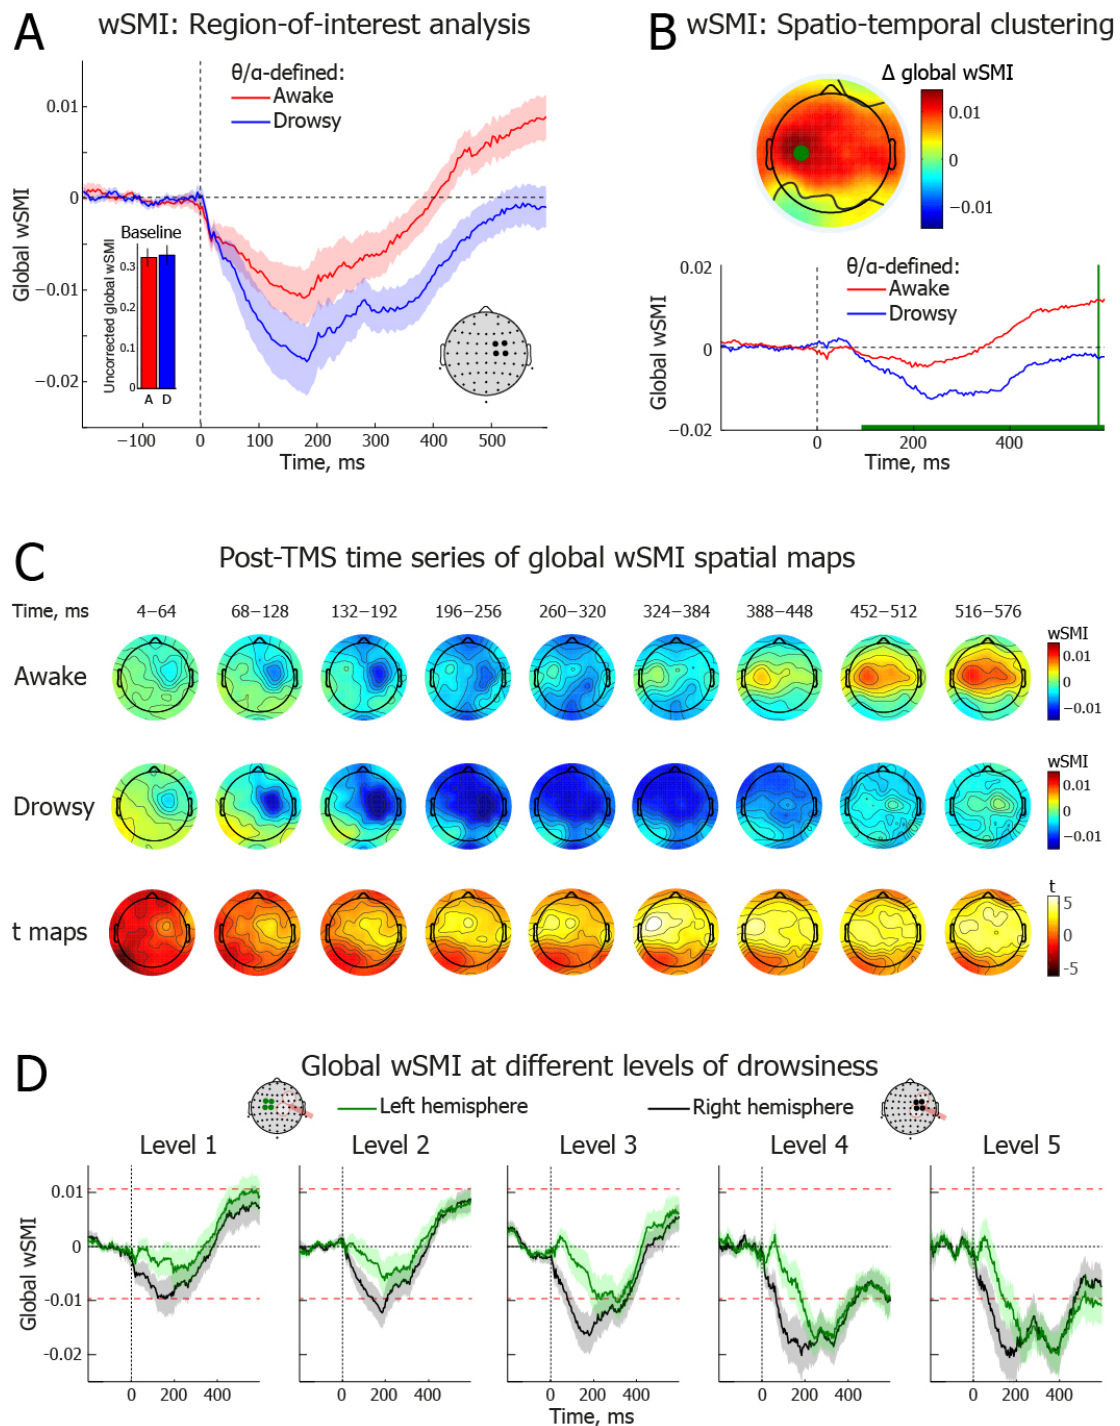 A wSMI: Region-of-interest analysis
θ/α-defined:
Awake
Drowsy
Global wSMI
0.01
0
−0.01
−0.02
Baseline
Uncorrected global wSMI
0.3
0.2
0.1
0
A D
−100 0 100 200 300 400 500
Time, ms
B wSMI: Spatio-temporal clustering
Δ global wSMI
0.01
0
−0.01
θ/α-defined:
Awake
Drowsy
Global wSMI
0.02
0
−0.02
0 200 400
Time, ms
C Post-TMS time series of global wSMI spatial maps
Time, ms 4−64 68−128 132−192 196−256 260−320 324−384 388−448 452−512 516−576
Awake
wSMI
0.01
0
−0.01
Drowsy
wSMI
0.01
0
−0.01
t maps
t
5
0
−5
D Global wSMI at different levels of drowsiness
Left hemisphere Right hemisphere
Level 1 Level 2 Level 3 Level 4 Level 5
Global wSMI
0.01
0
-0.01
-0.02
0 200 400 0 200 400 0 200 400 0 200 400 0 200 400
Time, ms